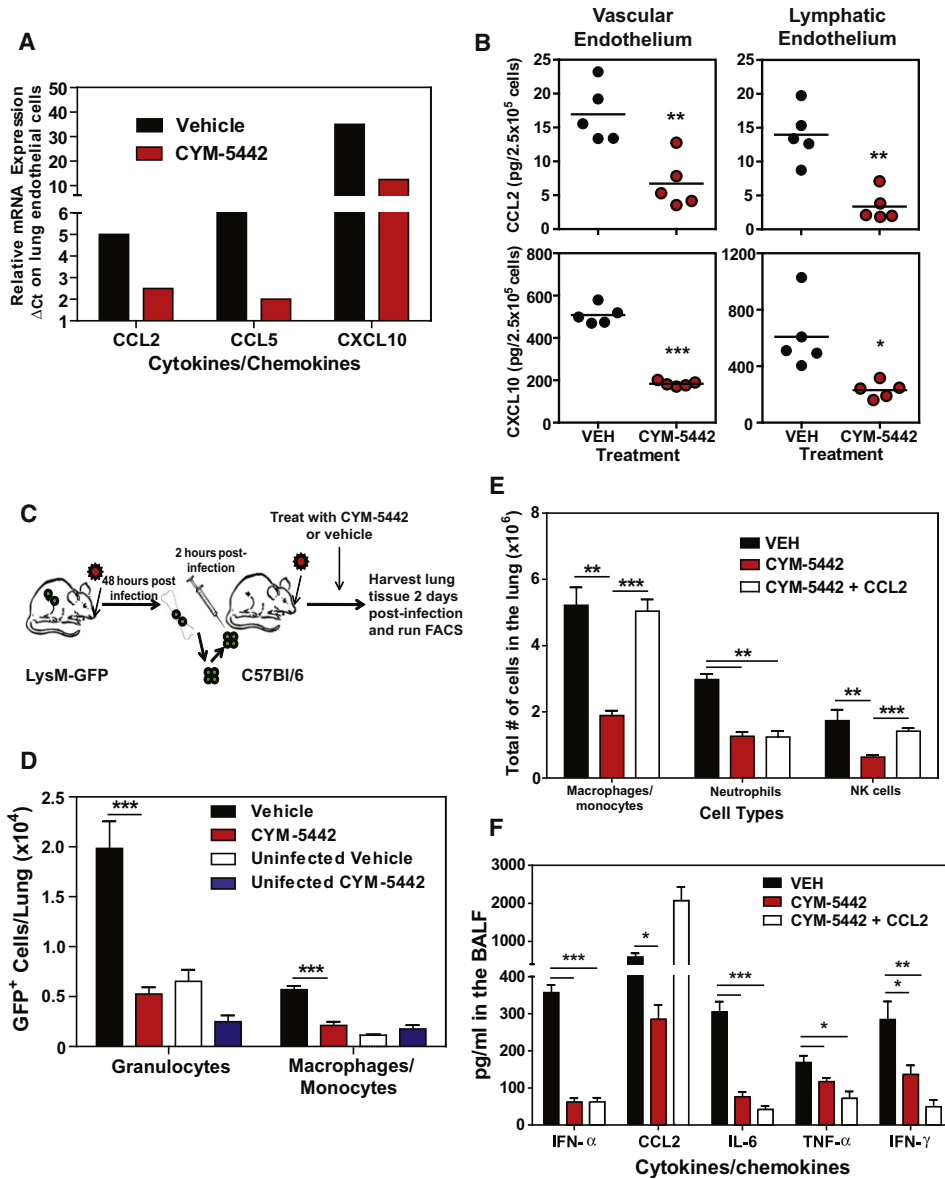 A
Relative mRNA Expression
ΔCt on lung endothelial cells
50
40
30
20
10
6
5
4
3
2
1
Vehicle
CYM-5442
CCL2
CCL5
CXCL10
Cytokines/Chemokines
B
Vascular
Endothelium
Lymphatic
Endothelium
CCL2 (pg/2.5x10⁵ cells)
25
20
15
10
5
0
**
25
20
15
10
5
0
**
CXCL10 (pg/2.5x10⁵ cells)
800
600
400
200
0
***
1200
800
400
0
*
VEH
CYM-5442
Treatment
VEH
CYM-5442
Treatment
C
LysM-GFP
48 hours post
infection
2 hours post-
infection
C57Bl/6
Treat with CYM-5442
or vehicle
Harvest lung
tissue 2 days
post-infection
and run FACS
D
GFP⁺ Cells/Lung (x10⁴)
2.5
2.0
1.5
1.0
0.5
0
***
***
Vehicle
CYM-5442
Uninfected Vehicle
Unifected CYM-5442
Granulocytes
Macrophages/
Monocytes
E
Total # of cells in the lung (x10⁶)
8
6
4
2
0
VEH
CYM-5442
CYM-5442 + CCL2
**
***
**
**
***
Macrophages/
monocytes
Neutrophils
NK cells
Cell Types
F
pg/ml in the BALF
3000
2000
1000
400
300
200
100
0
VEH
CYM-5442
CYM-5442 + CCL2
***
*
***
*
**
*
IFN-α
CCL2
IL-6
TNF-α
IFN-γ
Cytokines/chemokines